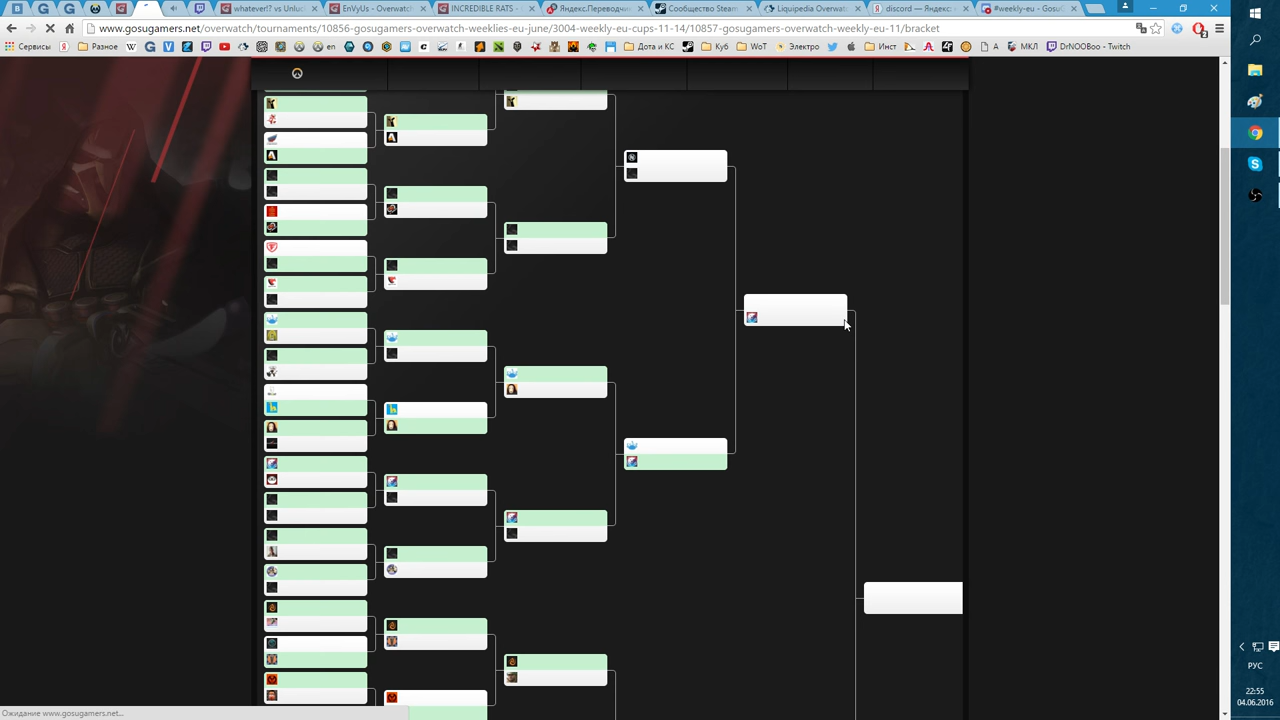 whatever!? vs Unluc
EnVyUs - Overwatch
INCREDIBLE RATS -
Яндекс.Переводчик
Сообщество Steam
Liquipedia Overwat
discord — Яндекс:
#weekly-eu - GosuG
www.gosugamers.net/overwatch/tournaments/10856-gosugamers-overwatch-weeklies-eu-june/3004-weekly-eu-cups-11-14/10857-gosugamers-overwatch-weekly-eu-11/bracket
Сервисы
Разное
en
Дота и КС
Куб
WoT
Электро
Инст
А
МКЛ
DrNOOBoo - Twitch
Ожидание www.gosugamers.net...
РУС
22:55
04.06.2016